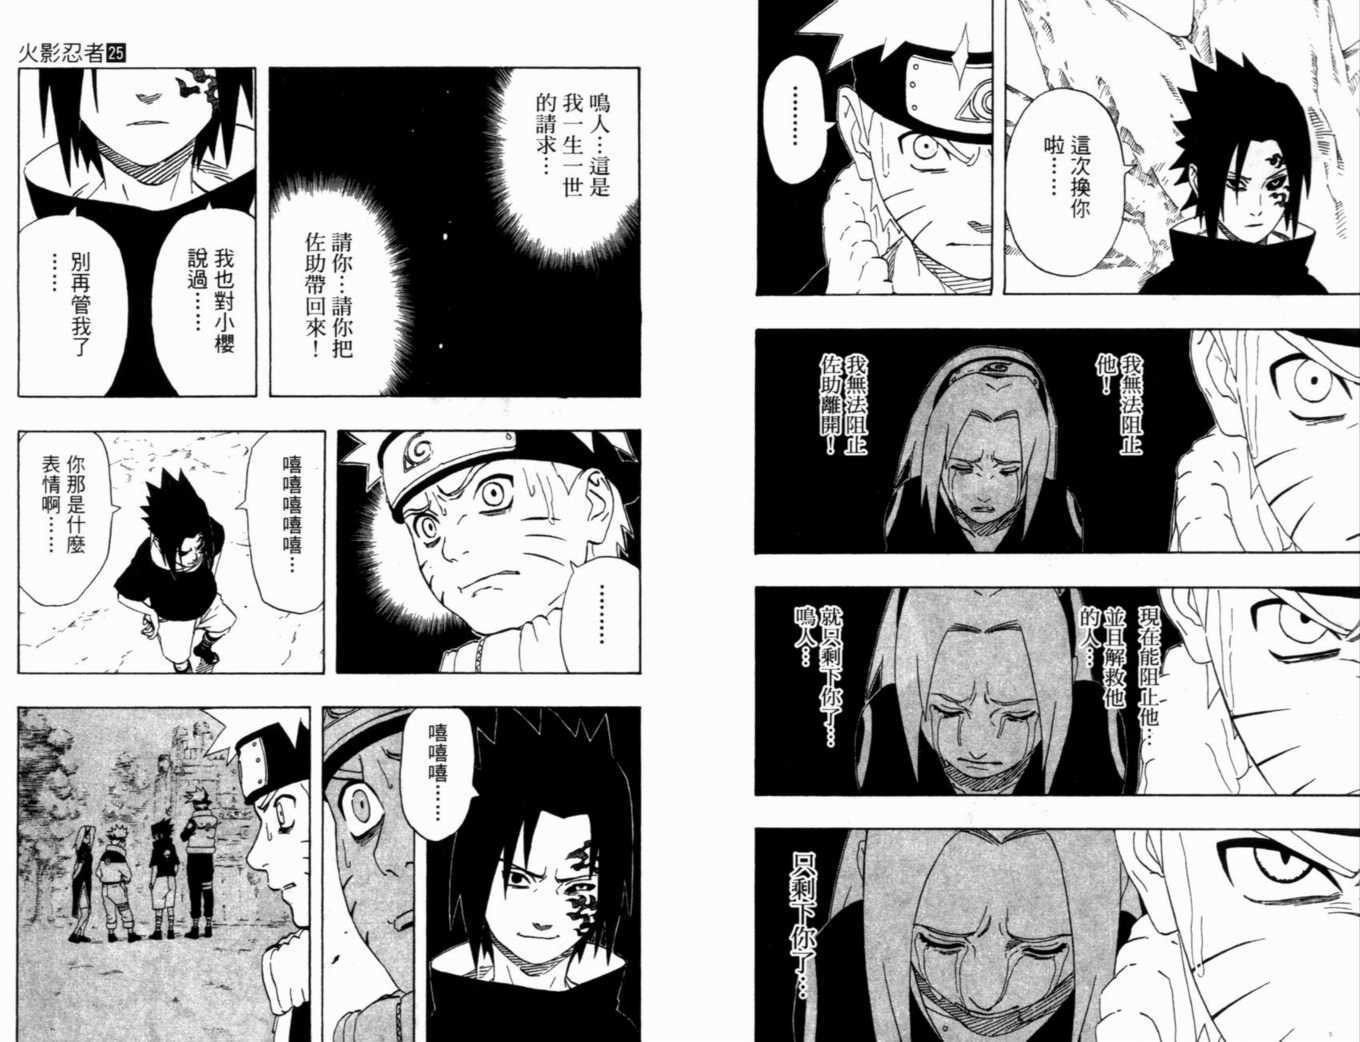 這次換你
啦……
………
我無法阻止
他！
我無法阻止
佐助離開！
現在能阻止他…
並且解救他
的人…
就只剩下你了…
鳴人…
只剩下你了…
火影忍者25
鳴人…這是
我一生一世
的請求…
請你…請你把
佐助帶回來！
我也對小櫻
說過……
別再管我了
……
………
嘻嘻嘻嘻嘻…
你那是什麼
表情啊……
嘻嘻嘻……